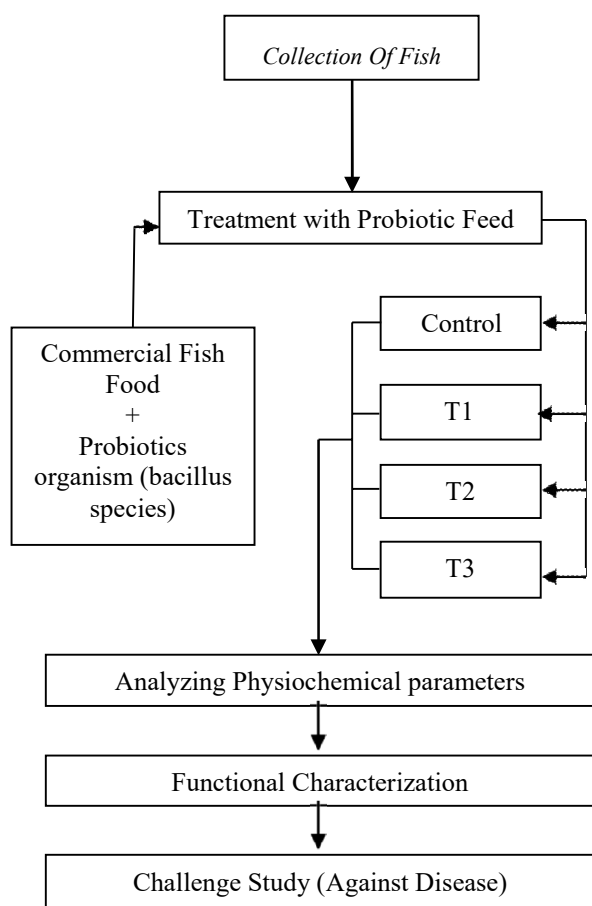 Collection Of Fish
Treatment with Probiotic Feed
Commercial Fish
Food
+
Probiotics
organism (bacillus
species)
Control
T1
T2
T3
Analyzing Physiochemical parameters
Functional Characterization
Challenge Study (Against Disease)